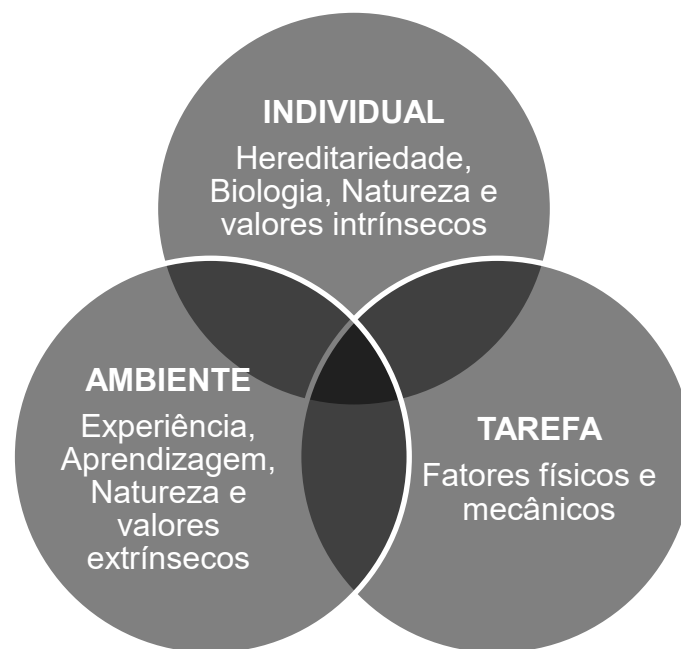 INDIVIDUAL
Hereditariedade,
Biologia, Natureza e
valores intrínsecos
AMBIENTE
Experiência,
Aprendizagem,
Natureza e
valores
extrínsecos
TAREFA
Fatores físicos e
mecânicos